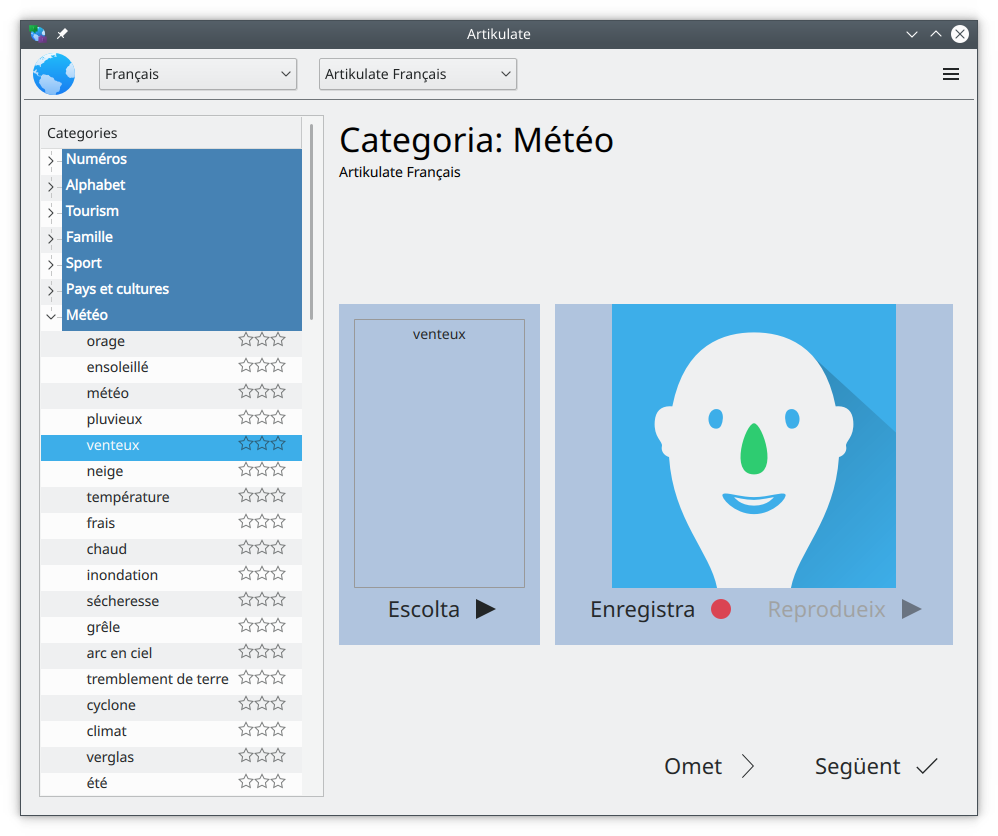 Artikulate
Français
Artikulate Français
Categories
Numéros
Alphabet
Tourism
Famille
Sport
Pays et cultures
Météo
orage
ensoleillé
météo
pluvieux
venteux
neige
température
frais
chaud
inondation
sécheresse
grêle
arc en ciel
tremblement de terre
cyclone
climat
verglas
été
Categoria: Météo
Artikulate Français
venteux
Escolta
Enregistra
Reprodueix
Omet
Següent